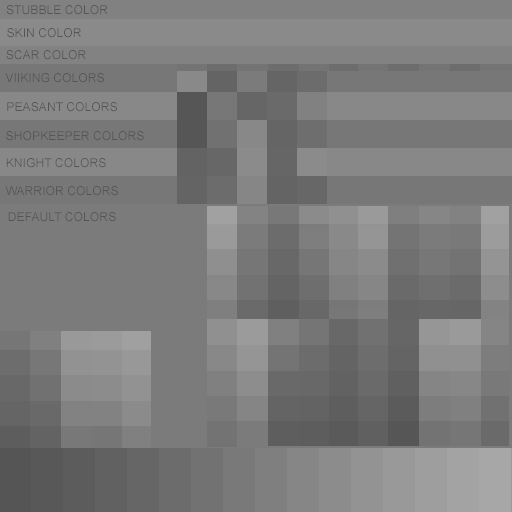 STUBBLE COLOR
SKIN COLOR
SCAR COLOR
VIIKING COLORS
PEASANT COLORS
SHOPKEEPER COLORS
KNIGHT COLORS
WARRIOR COLORS
DEFAULT COLORS